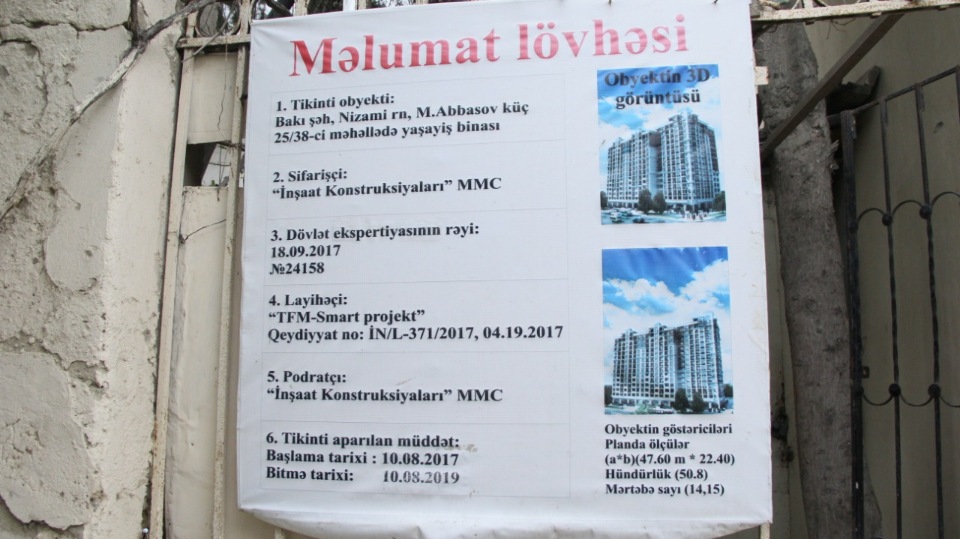 Məlumat lövhəsi
1. Tikinti obyekti:
Bakı şəh, Nizami rn, M.Abbasov küç
25/38-ci məhəllədə yaşayiş binası
2. Sifarişçi:
“İnşaat Konstruksiyaları” MMC
3. Dövlət ekspertiyasının rəyi:
18.09.2017
№24158
4. Layihəçi:
“TFM-Smart projekt”
Qeydiyyat no: İN/L-371/2017, 04.19.2017
5. Podratçı:
“İnşaat Konstruksiyaları” MMC
6. Tikinti aparılan müddət:
Başlama tarixi : 10.08.2017
Bitmə tarixi: 10.08.2019
Obyektin 3D
görüntüsü
Obyektin göstəriciləri
Planda ölçülər
(a*b)(47.60 m * 22.40)
Hündürlük (50.8)
Mərtəbə sayı (14,15)